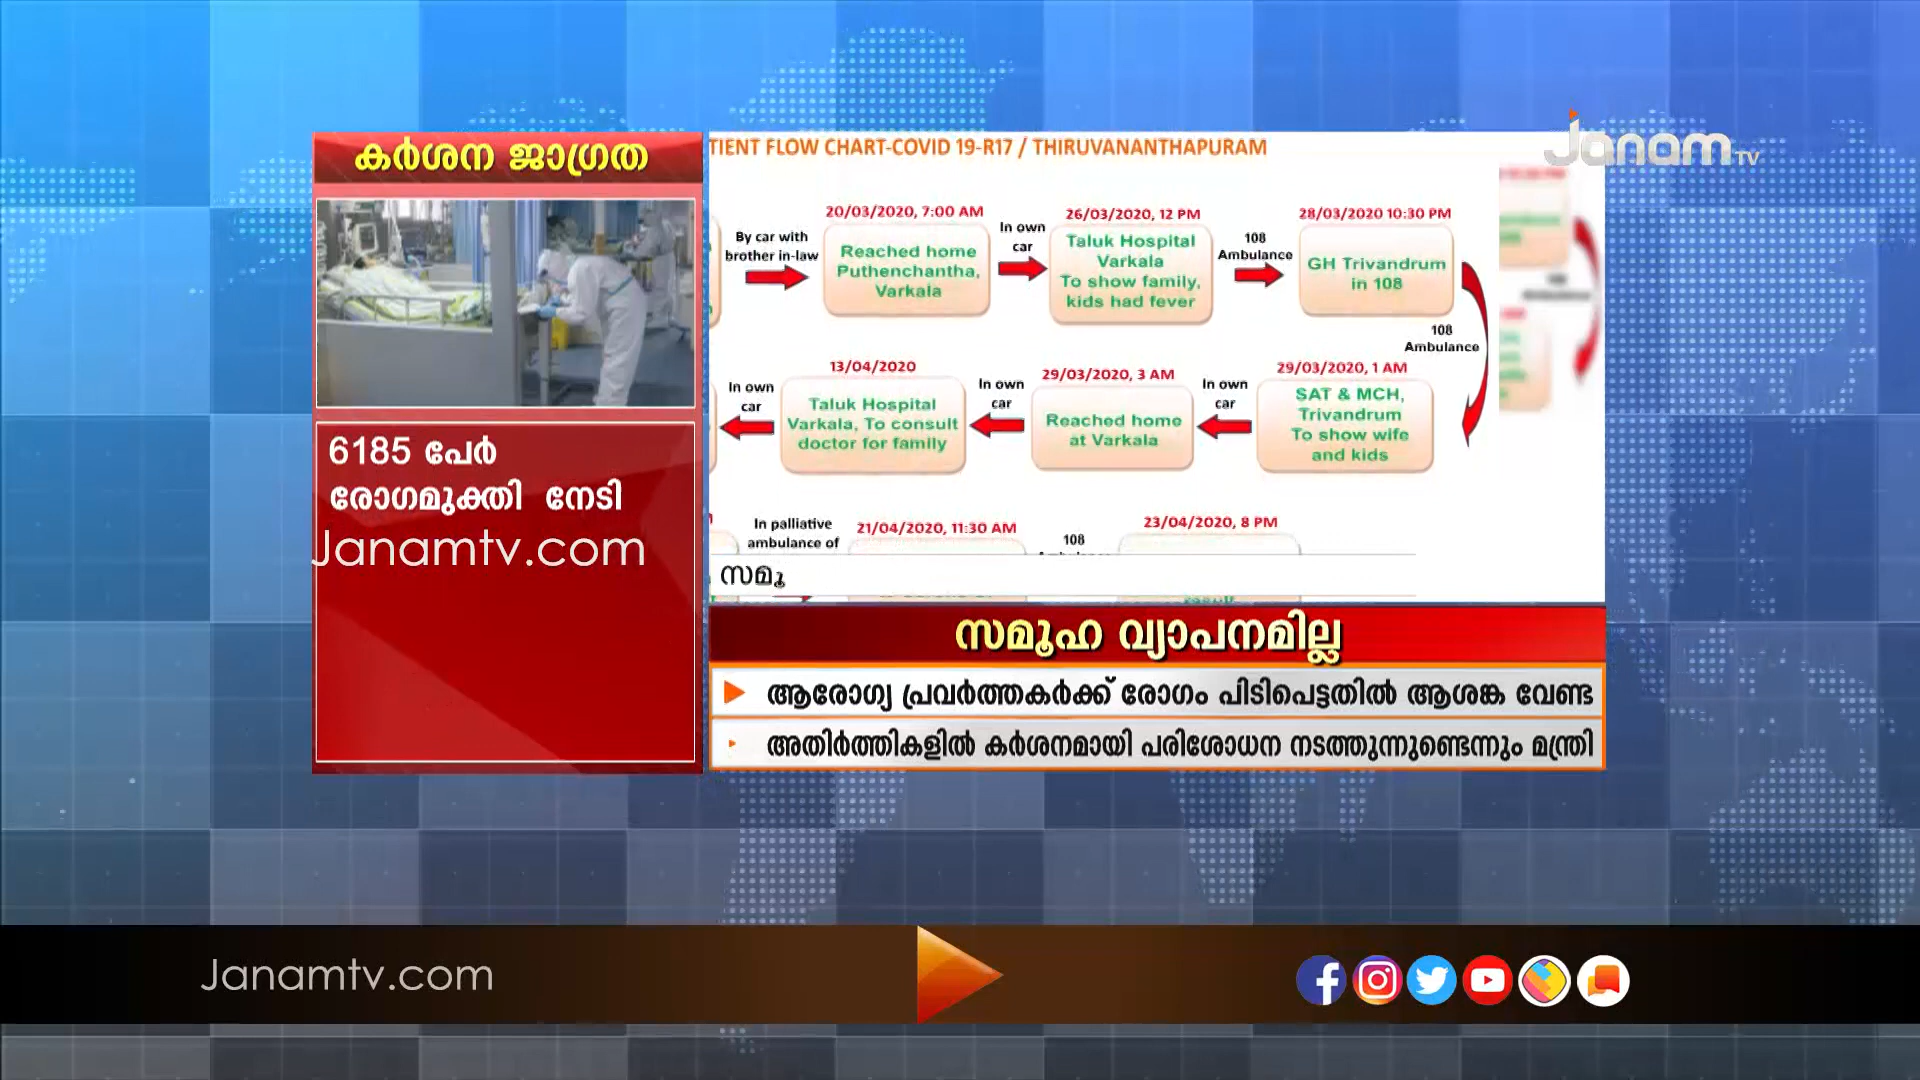 Janam TV
കർശന ജാഗ്രത
6185 പേർ
രോഗമുക്തി നേടി
Janamtv.com
TIENT FLOW CHART-COVID 19-R17 / THIRUVANANTHAPURAM
By car with
brother in-law
20/03/2020, 7:00 AM
Reached home
Puthenchantha,
Varkala
In own
car
26/03/2020, 12 PM
Taluk Hospital
Varkala
To show family,
kids had fever
108
Ambulance
28/03/2020 10:30 PM
GH Trivandrum
in 108
108
Ambulance
29/03/2020, 1 AM
SAT & MCH,
Trivandrum
To show wife
and kids
In own
car
29/03/2020, 3 AM
Reached home
at Varkala
In own
car
13/04/2020
Taluk Hospital
Varkala, To consult
doctor for family
In own
car
In palliative
ambulance of
21/04/2020, 11:30 AM
108
23/04/2020, 8 PM
സമൂ
സമൂഹ വ്യാപനമില്ല
ആരോഗ്യ പ്രവർത്തകർക്ക് രോഗം പിടിപെട്ടതിൽ ആശങ്ക വേണ്ട
അതിർത്തികളിൽ കർശനമായി പരിശോധന നടത്തുന്നുണ്ടെന്നും മന്ത്രി
Janamtv.com